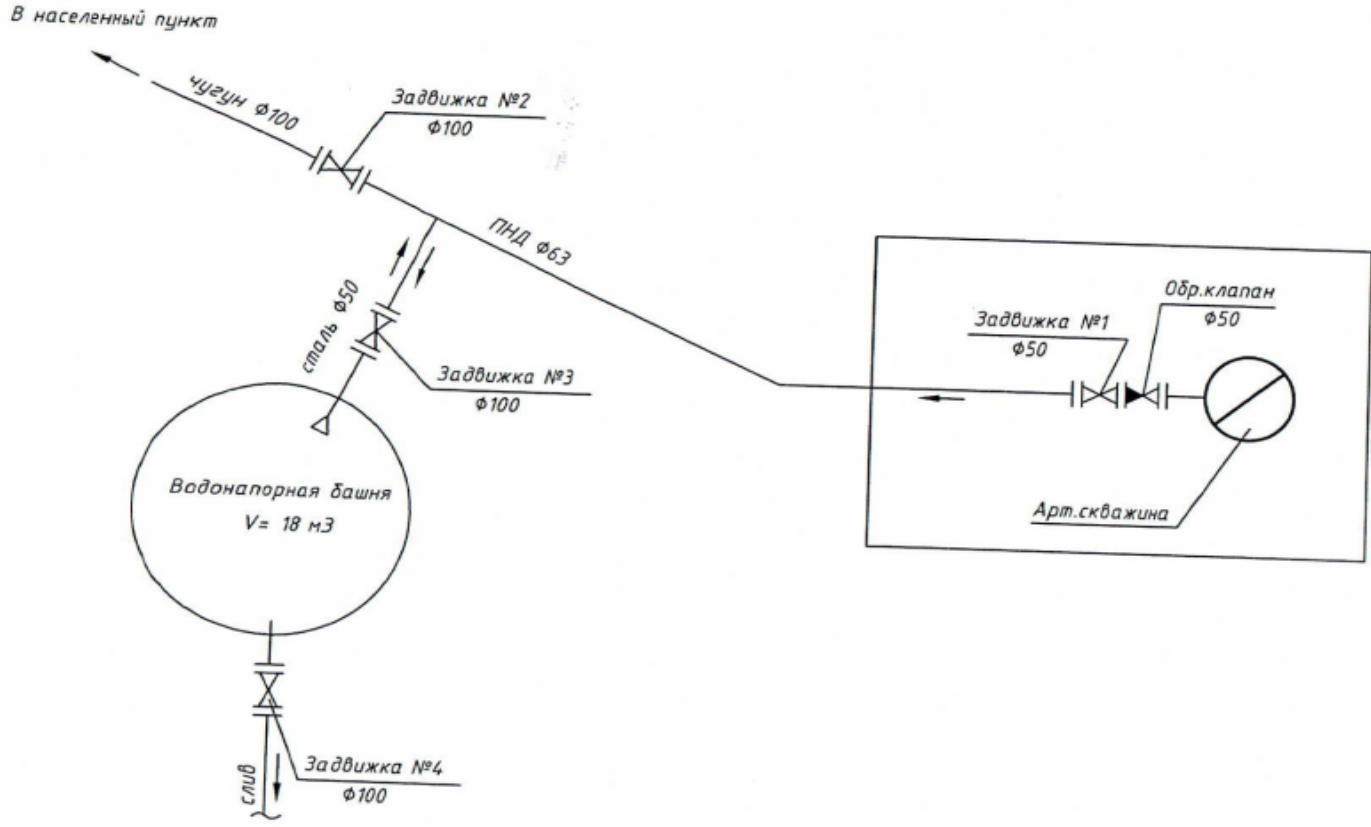 В населенный пункт
чугун Ф100
Задвижка №2
Ф100
ПНД Ф63
сталь Ф50
Задвижка №3
Ф100
Обр.клапан
Ф50
Задвижка №1
Ф50
Арт.скважина
Водонапорная башня
V= 18 м3
Задвижка №4
Ф100
слив